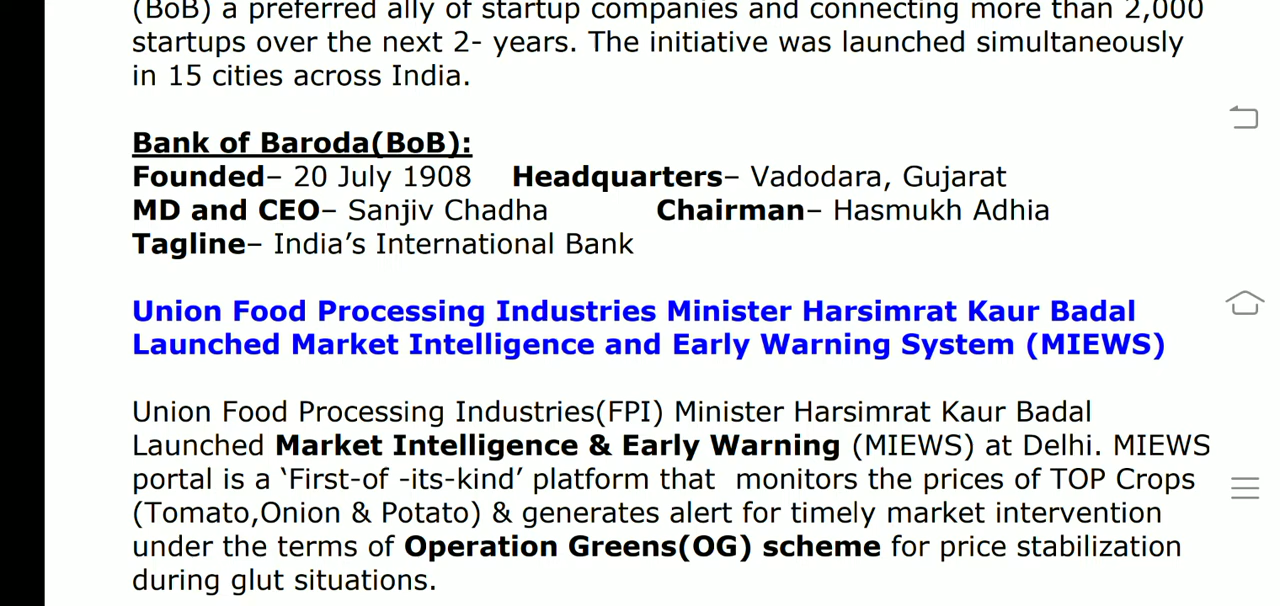 (BoB) a preferred ally of startup companies and connecting more than 2,000
startups over the next 2- years. The initiative was launched simultaneously
in 15 cities across India.
Bank of Baroda(BoB):
Founded– 20 July 1908 Headquarters– Vadodara, Gujarat
MD and CEO– Sanjiv Chadha Chairman– Hasmukh Adhia
Tagline– India’s International Bank
Union Food Processing Industries Minister Harsimrat Kaur Badal
Launched Market Intelligence and Early Warning System (MIEWS)
Union Food Processing Industries(FPI) Minister Harsimrat Kaur Badal
Launched Market Intelligence & Early Warning (MIEWS) at Delhi. MIEWS
portal is a ‘First-of -its-kind’ platform that monitors the prices of TOP Crops
(Tomato,Onion & Potato) & generates alert for timely market intervention
under the terms of Operation Greens(OG) scheme for price stabilization
during glut situations.